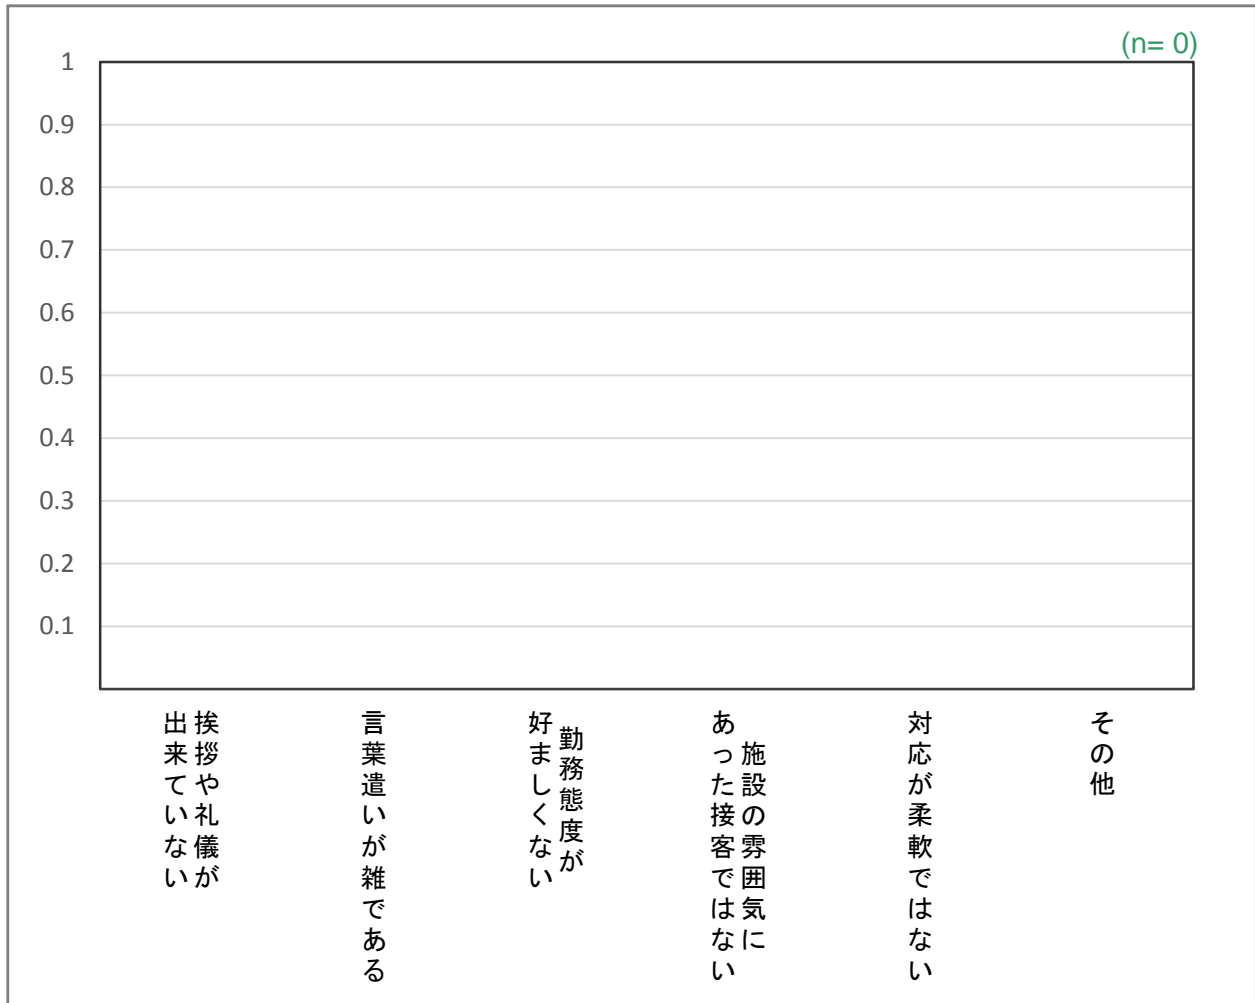 (n= 0)
1
0.9
0.8
0.7
0.6
0.5
0.4
0.3
0.2
0.1
挨拶や礼儀が
出来ていない
言葉遣いが雑である
勤務態度が
好ましくない
施設の雰囲気に
あった接客ではない
対応が柔軟ではない
その他